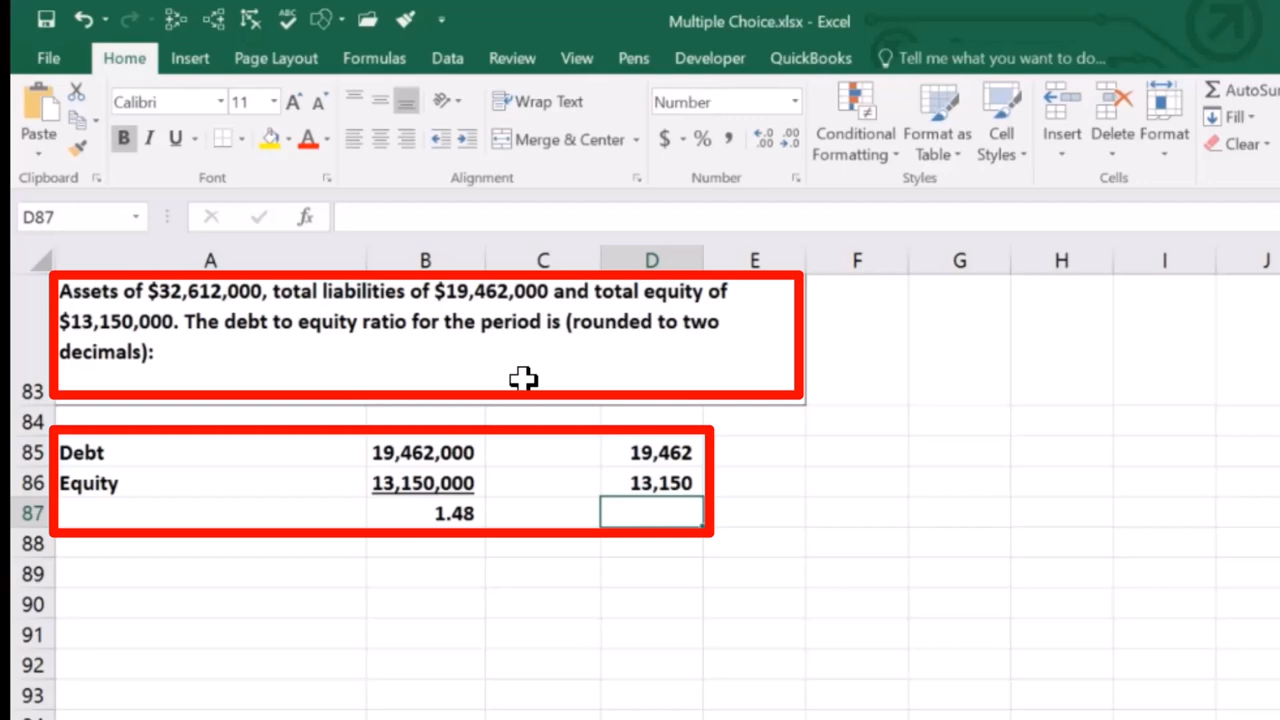 Multiple Choice.xlsx - Excel
File Home Insert Page Layout Formulas Data Review View Pens Developer QuickBooks Tell me what you want to do...
Calibri 11 A A Wrap Text Number Conditional Formatting Format as Table Cell Styles Insert Delete Format AutoSum
Paste B I U A Merge & Center $ % , .0 .00 .00 .0 Fill
Clear
Clipboard Font Alignment Number Styles Cells
D87 fx
A B C D E F G H I J
Assets of $32,612,000, total liabilities of $19,462,000 and total equity of
$13,150,000. The debt to equity ratio for the period is (rounded to two
decimals):
83
84
85 Debt 19,462,000 19,462
86 Equity 13,150,000 13,150
87 1.48
88
89
90
91
92
93